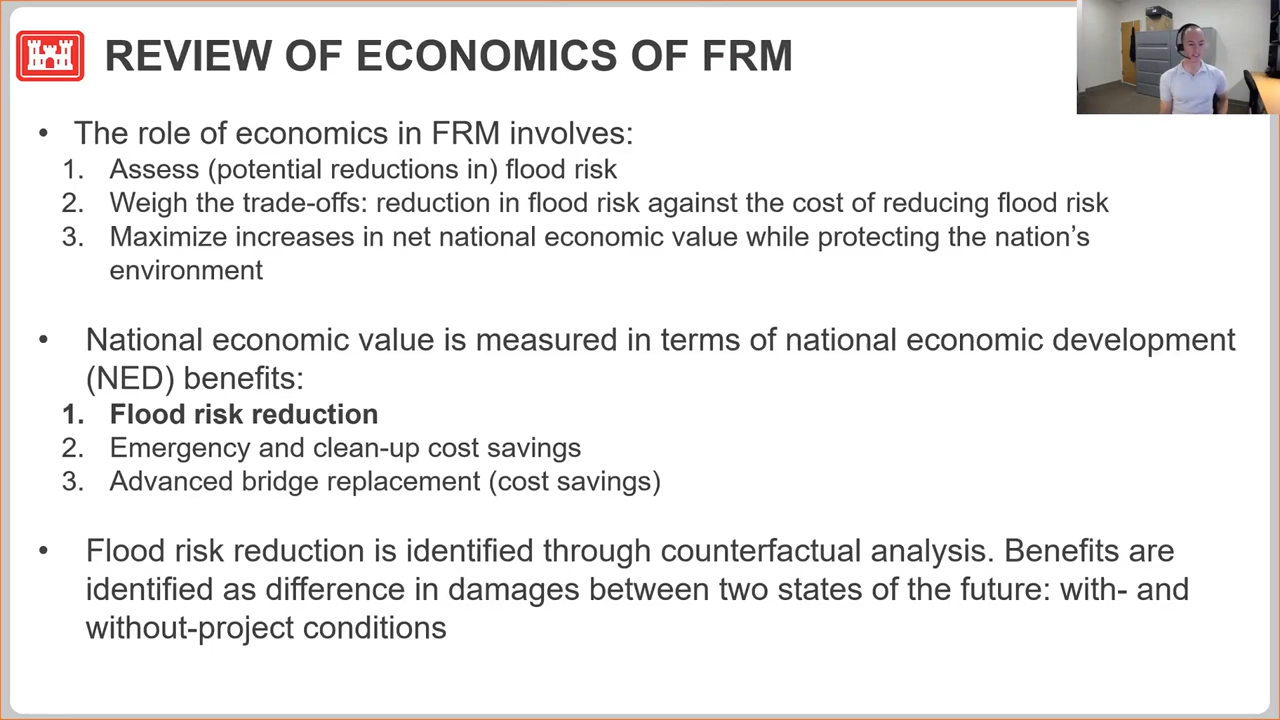 REVIEW OF ECONOMICS OF FRM
• The role of economics in FRM involves:
1. Assess (potential reductions in) flood risk
2. Weigh the trade-offs: reduction in flood risk against the cost of reducing flood risk
3. Maximize increases in net national economic value while protecting the nation's
environment
• National economic value is measured in terms of national economic development
(NED) benefits:
1. Flood risk reduction
2. Emergency and clean-up cost savings
3. Advanced bridge replacement (cost savings)
• Flood risk reduction is identified through counterfactual analysis. Benefits are
identified as difference in damages between two states of the future: with- and
without-project conditions